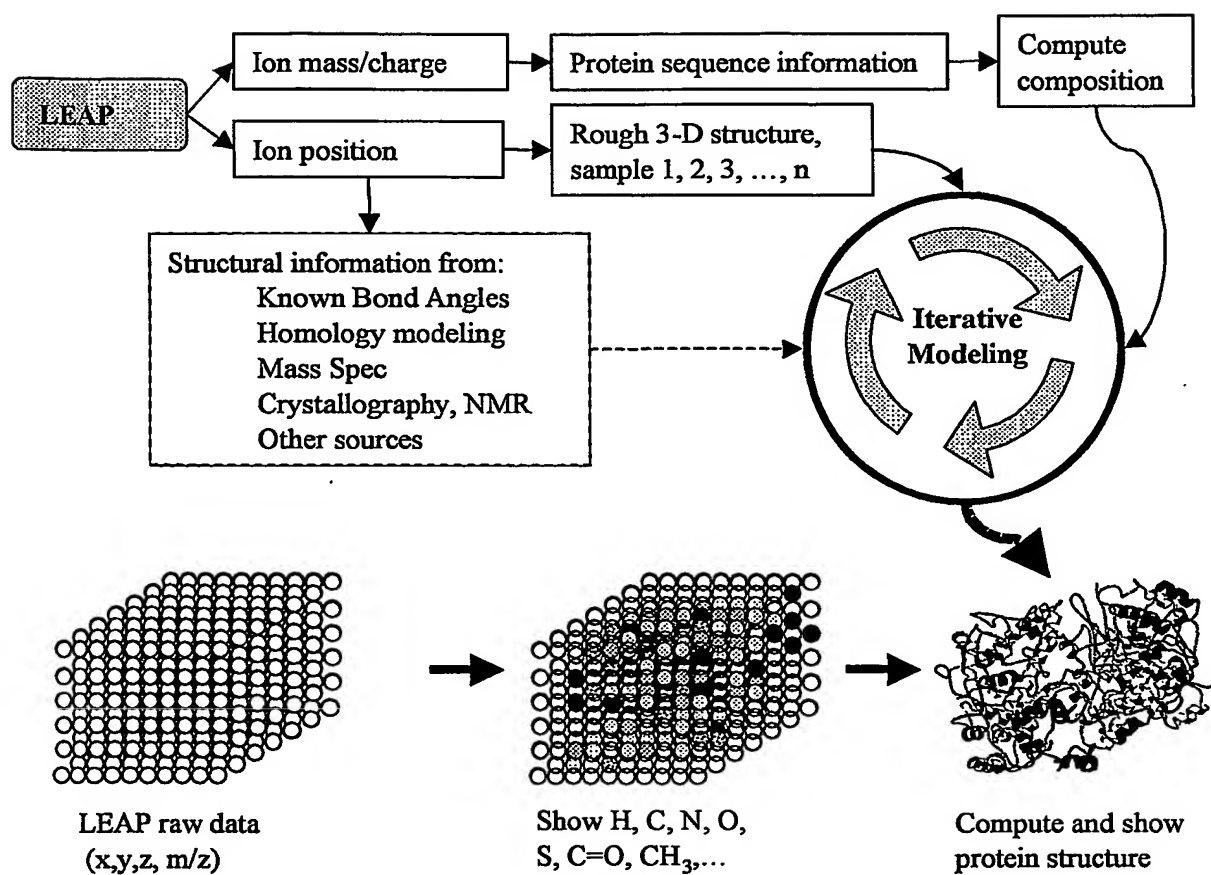 LEAP
Ion mass/charge
Protein sequence information
Compute
composition
Ion position
Rough 3-D structure,
sample 1, 2, 3, …, n
Structural information from:
Known Bond Angles
Homology modeling
Mass Spec
Crystallography, NMR
Other sources
Iterative
Modeling
LEAP raw data
(x,y,z, m/z)
Show H, C, N, O,
S, C=O, CH₃,…
Compute and show
protein structure